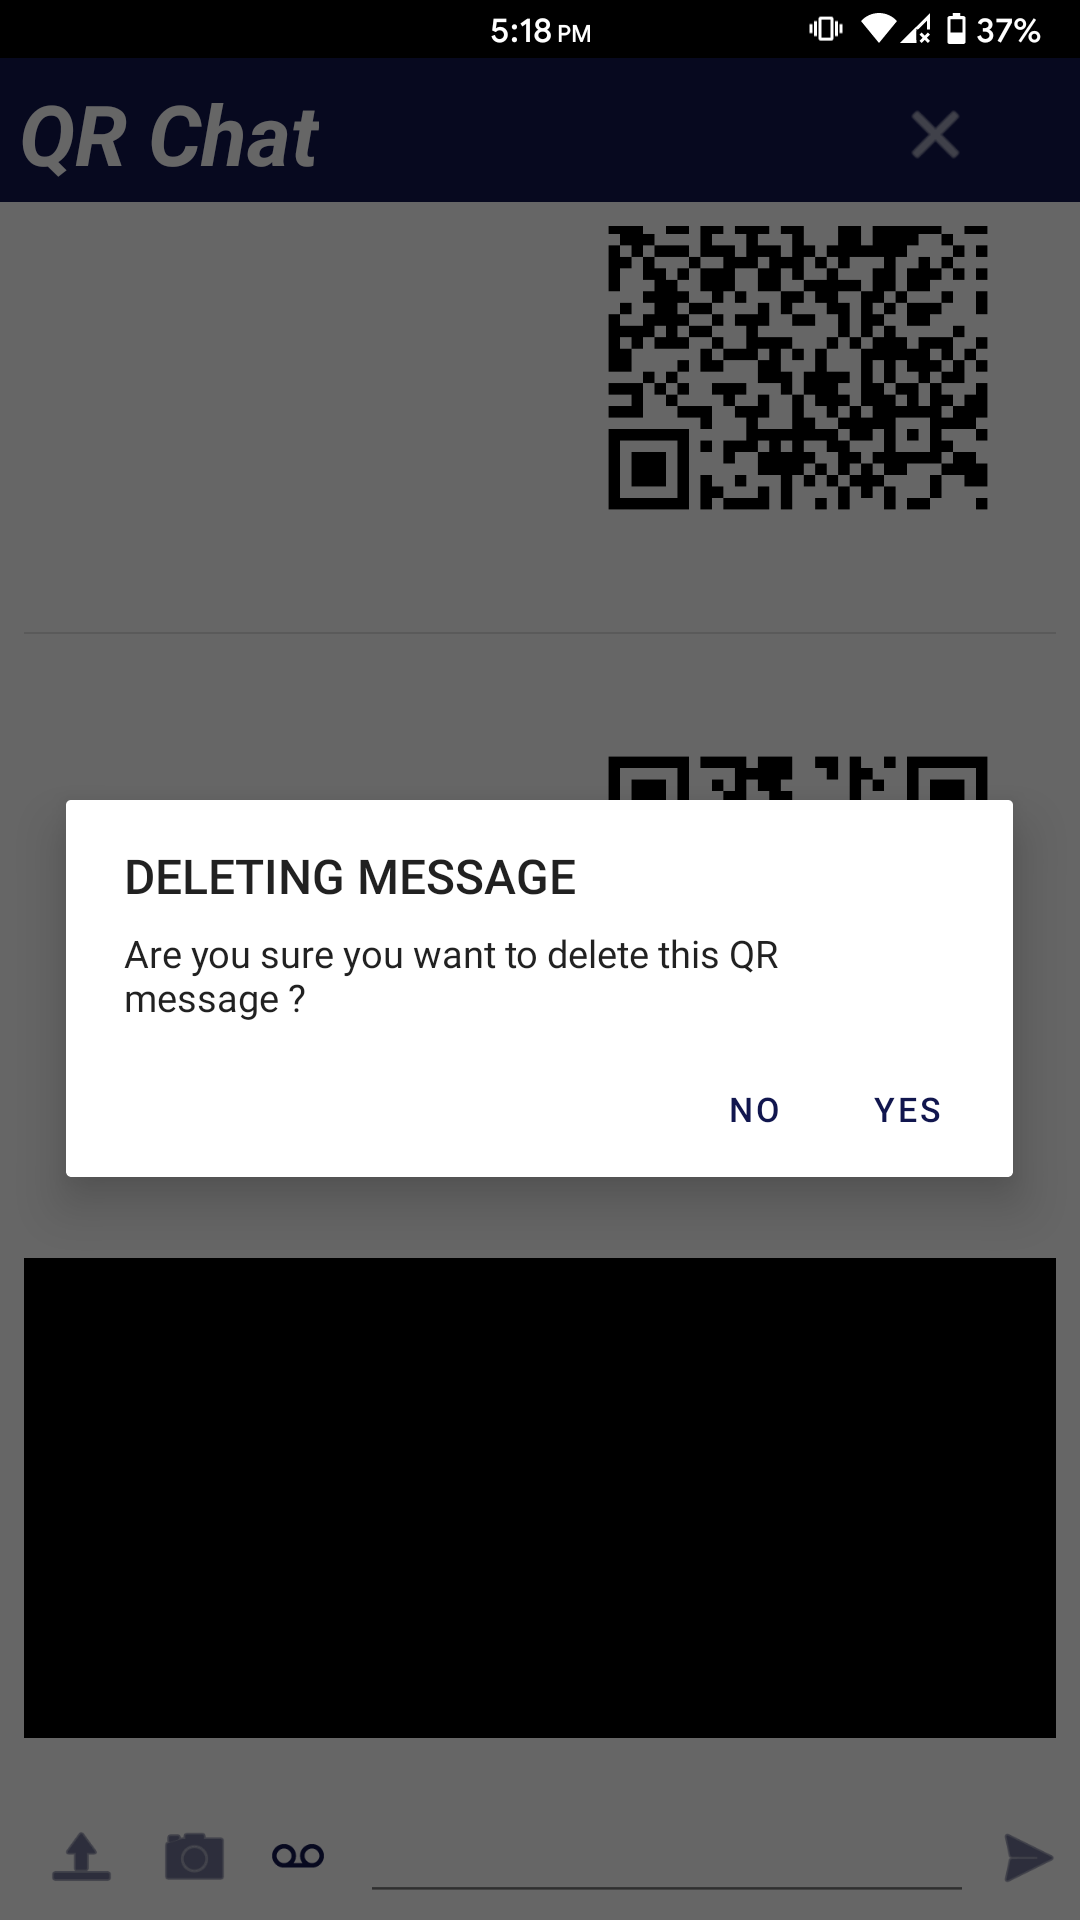 5:18 PM
37%
QR Chat
DELETING MESSAGE
Are you sure you want to delete this QR
message ?
NO YES